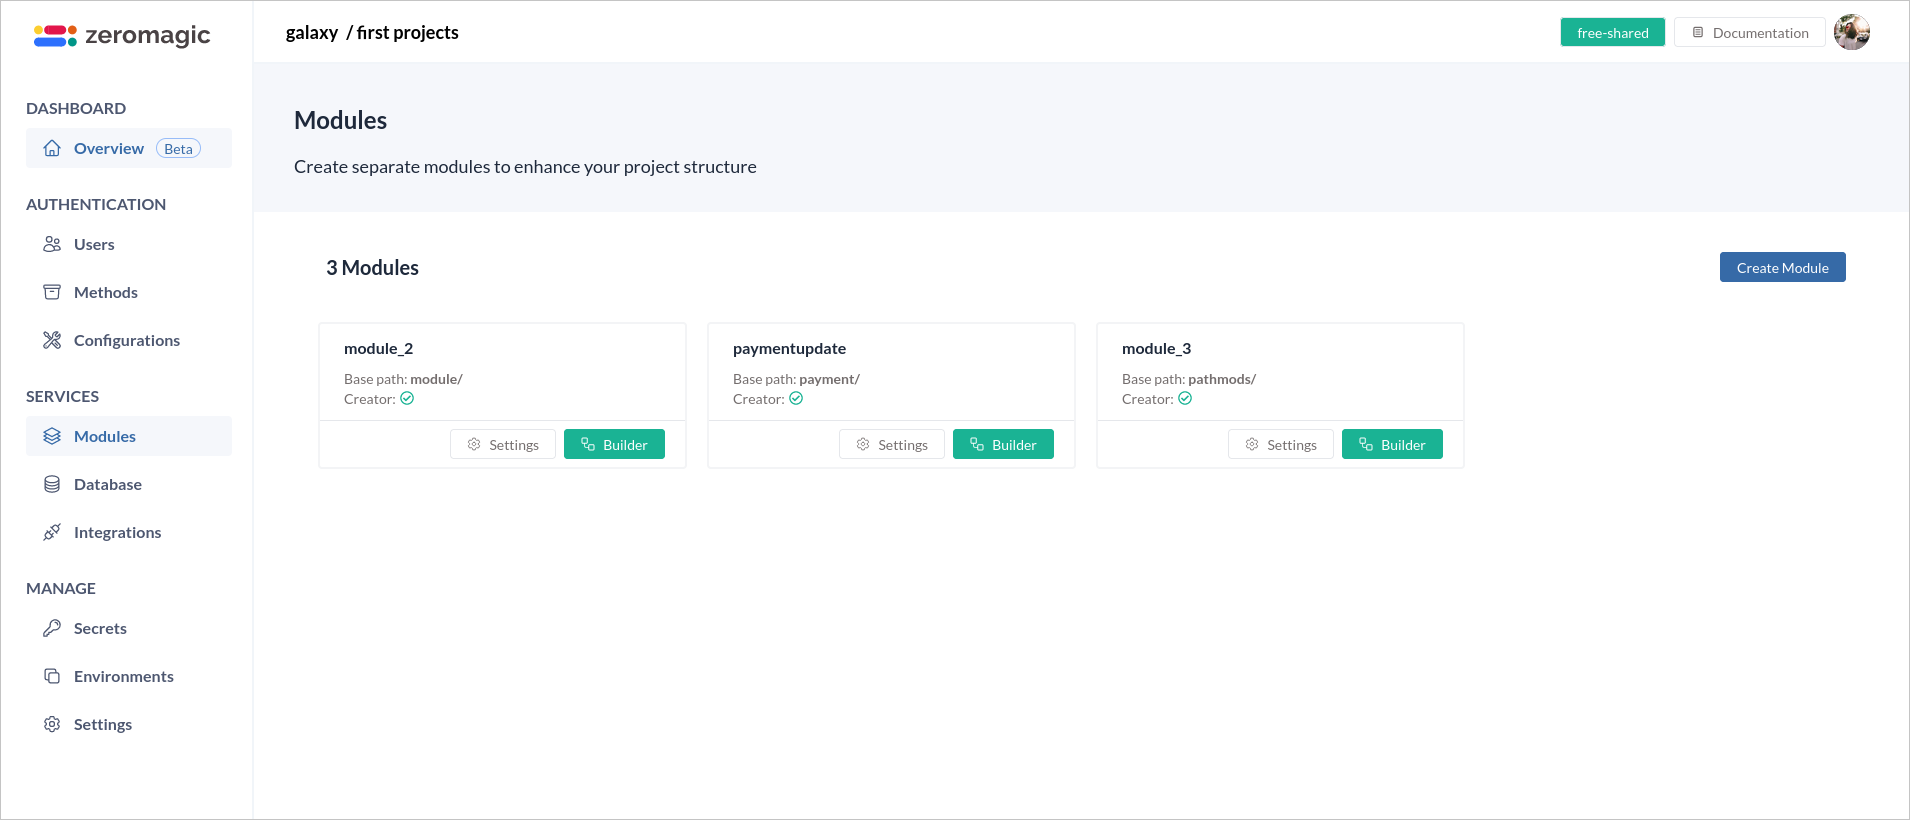 zeromagic
galaxy / first projects
free-shared
Documentation
DASHBOARD
Overview Beta
AUTHENTICATION
Users
Methods
Configurations
SERVICES
Modules
Database
Integrations
MANAGE
Secrets
Environments
Settings
Modules
Create separate modules to enhance your project structure
3 Modules
Create Module
module_2
Base path: module/
Creator:
Settings
Builder
paymentupdate
Base path: payment/
Creator:
Settings
Builder
module_3
Base path: pathmods/
Creator:
Settings
Builder